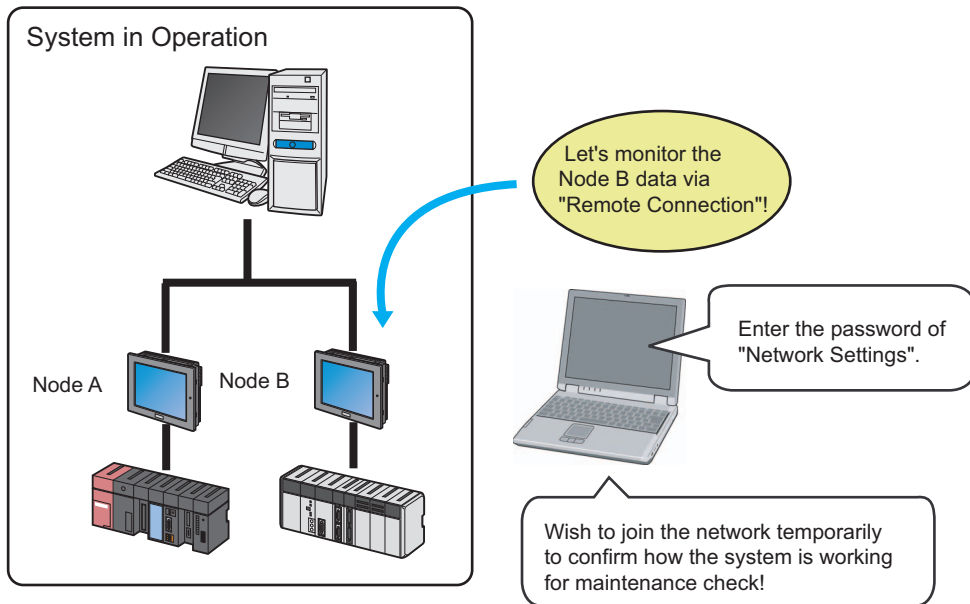 System in Operation
Let's monitor the
Node B data via
"Remote Connection"!
Enter the password of
"Network Settings".
Node A
Node B
Wish to join the network temporarily
to confirm how the system is working
for maintenance check!